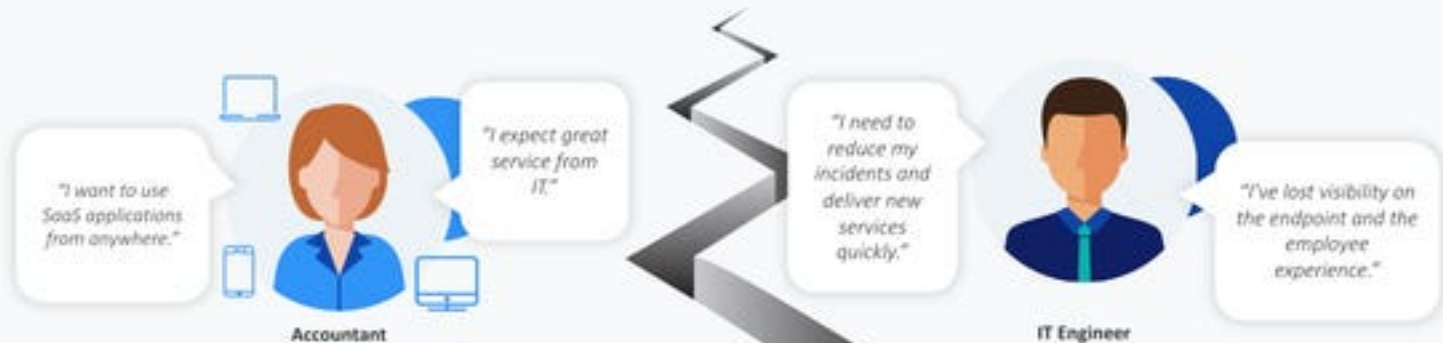 "I want to use
SaaS applications
from anywhere."
"I expect great
service from
IT."
Accountant
"I need to
reduce my
incidents and
deliver new
services
quickly."
"I've lost visibility on
the endpoint and the
employee
experience."
IT Engineer